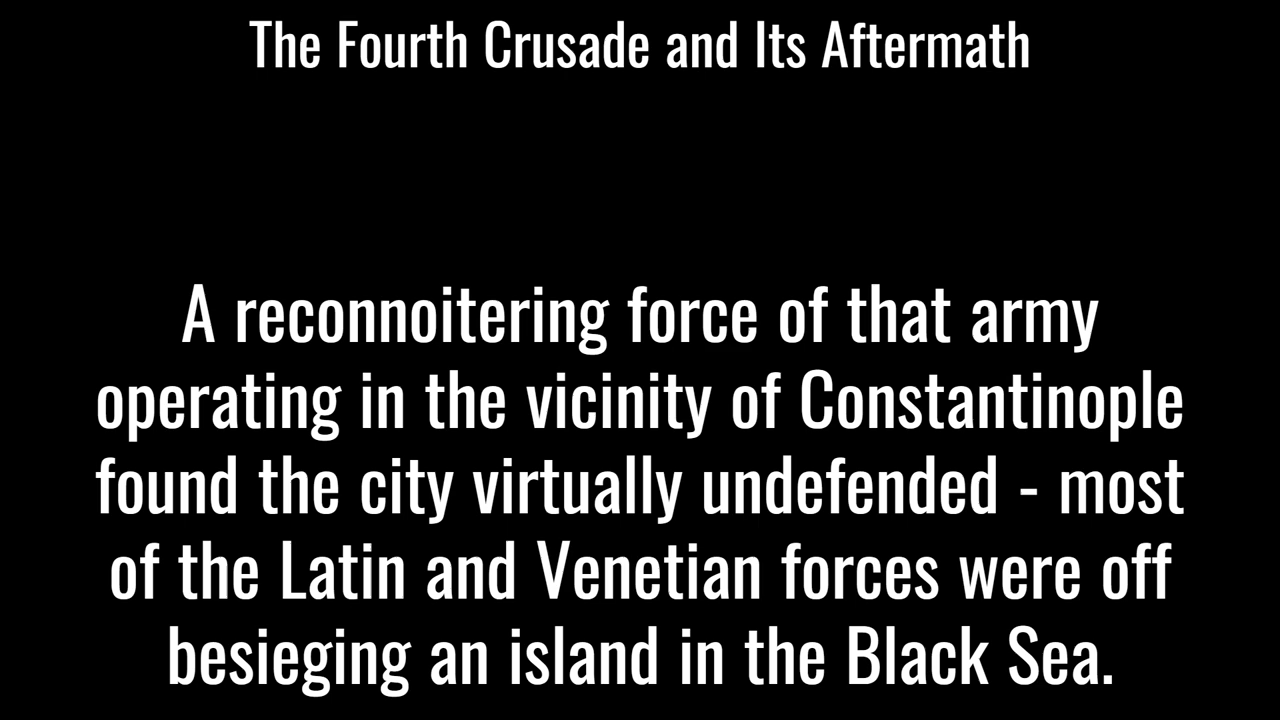 The Fourth Crusade and Its Aftermath
A reconnoitering force of that army
operating in the vicinity of Constantinople
found the city virtually undefended - most
of the Latin and Venetian forces were off
besieging an island in the Black Sea.